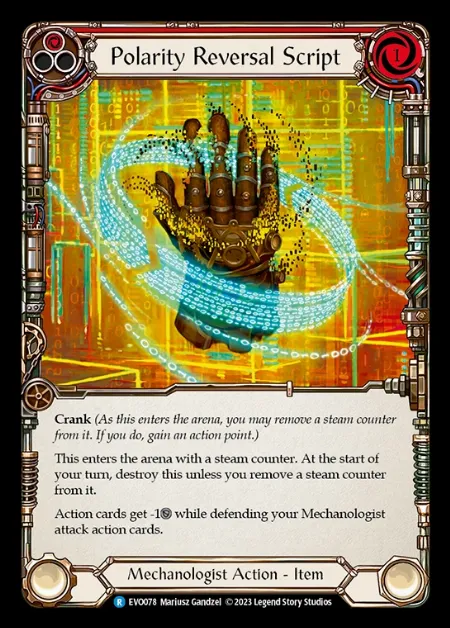 Polarity Reversal Script
1
Crank (As this enters the arena, you may remove a steam counter
from it. If you do, gain an action point.)
This enters the arena with a steam counter. At the start of
your turn, destroy this unless you remove a steam counter
from it.
Action cards get -1 while defending your Mechanologist
attack action cards.
Mechanologist Action - Item
R EVO078 Mariusz Gandzel ©2023 Legend Story Studios